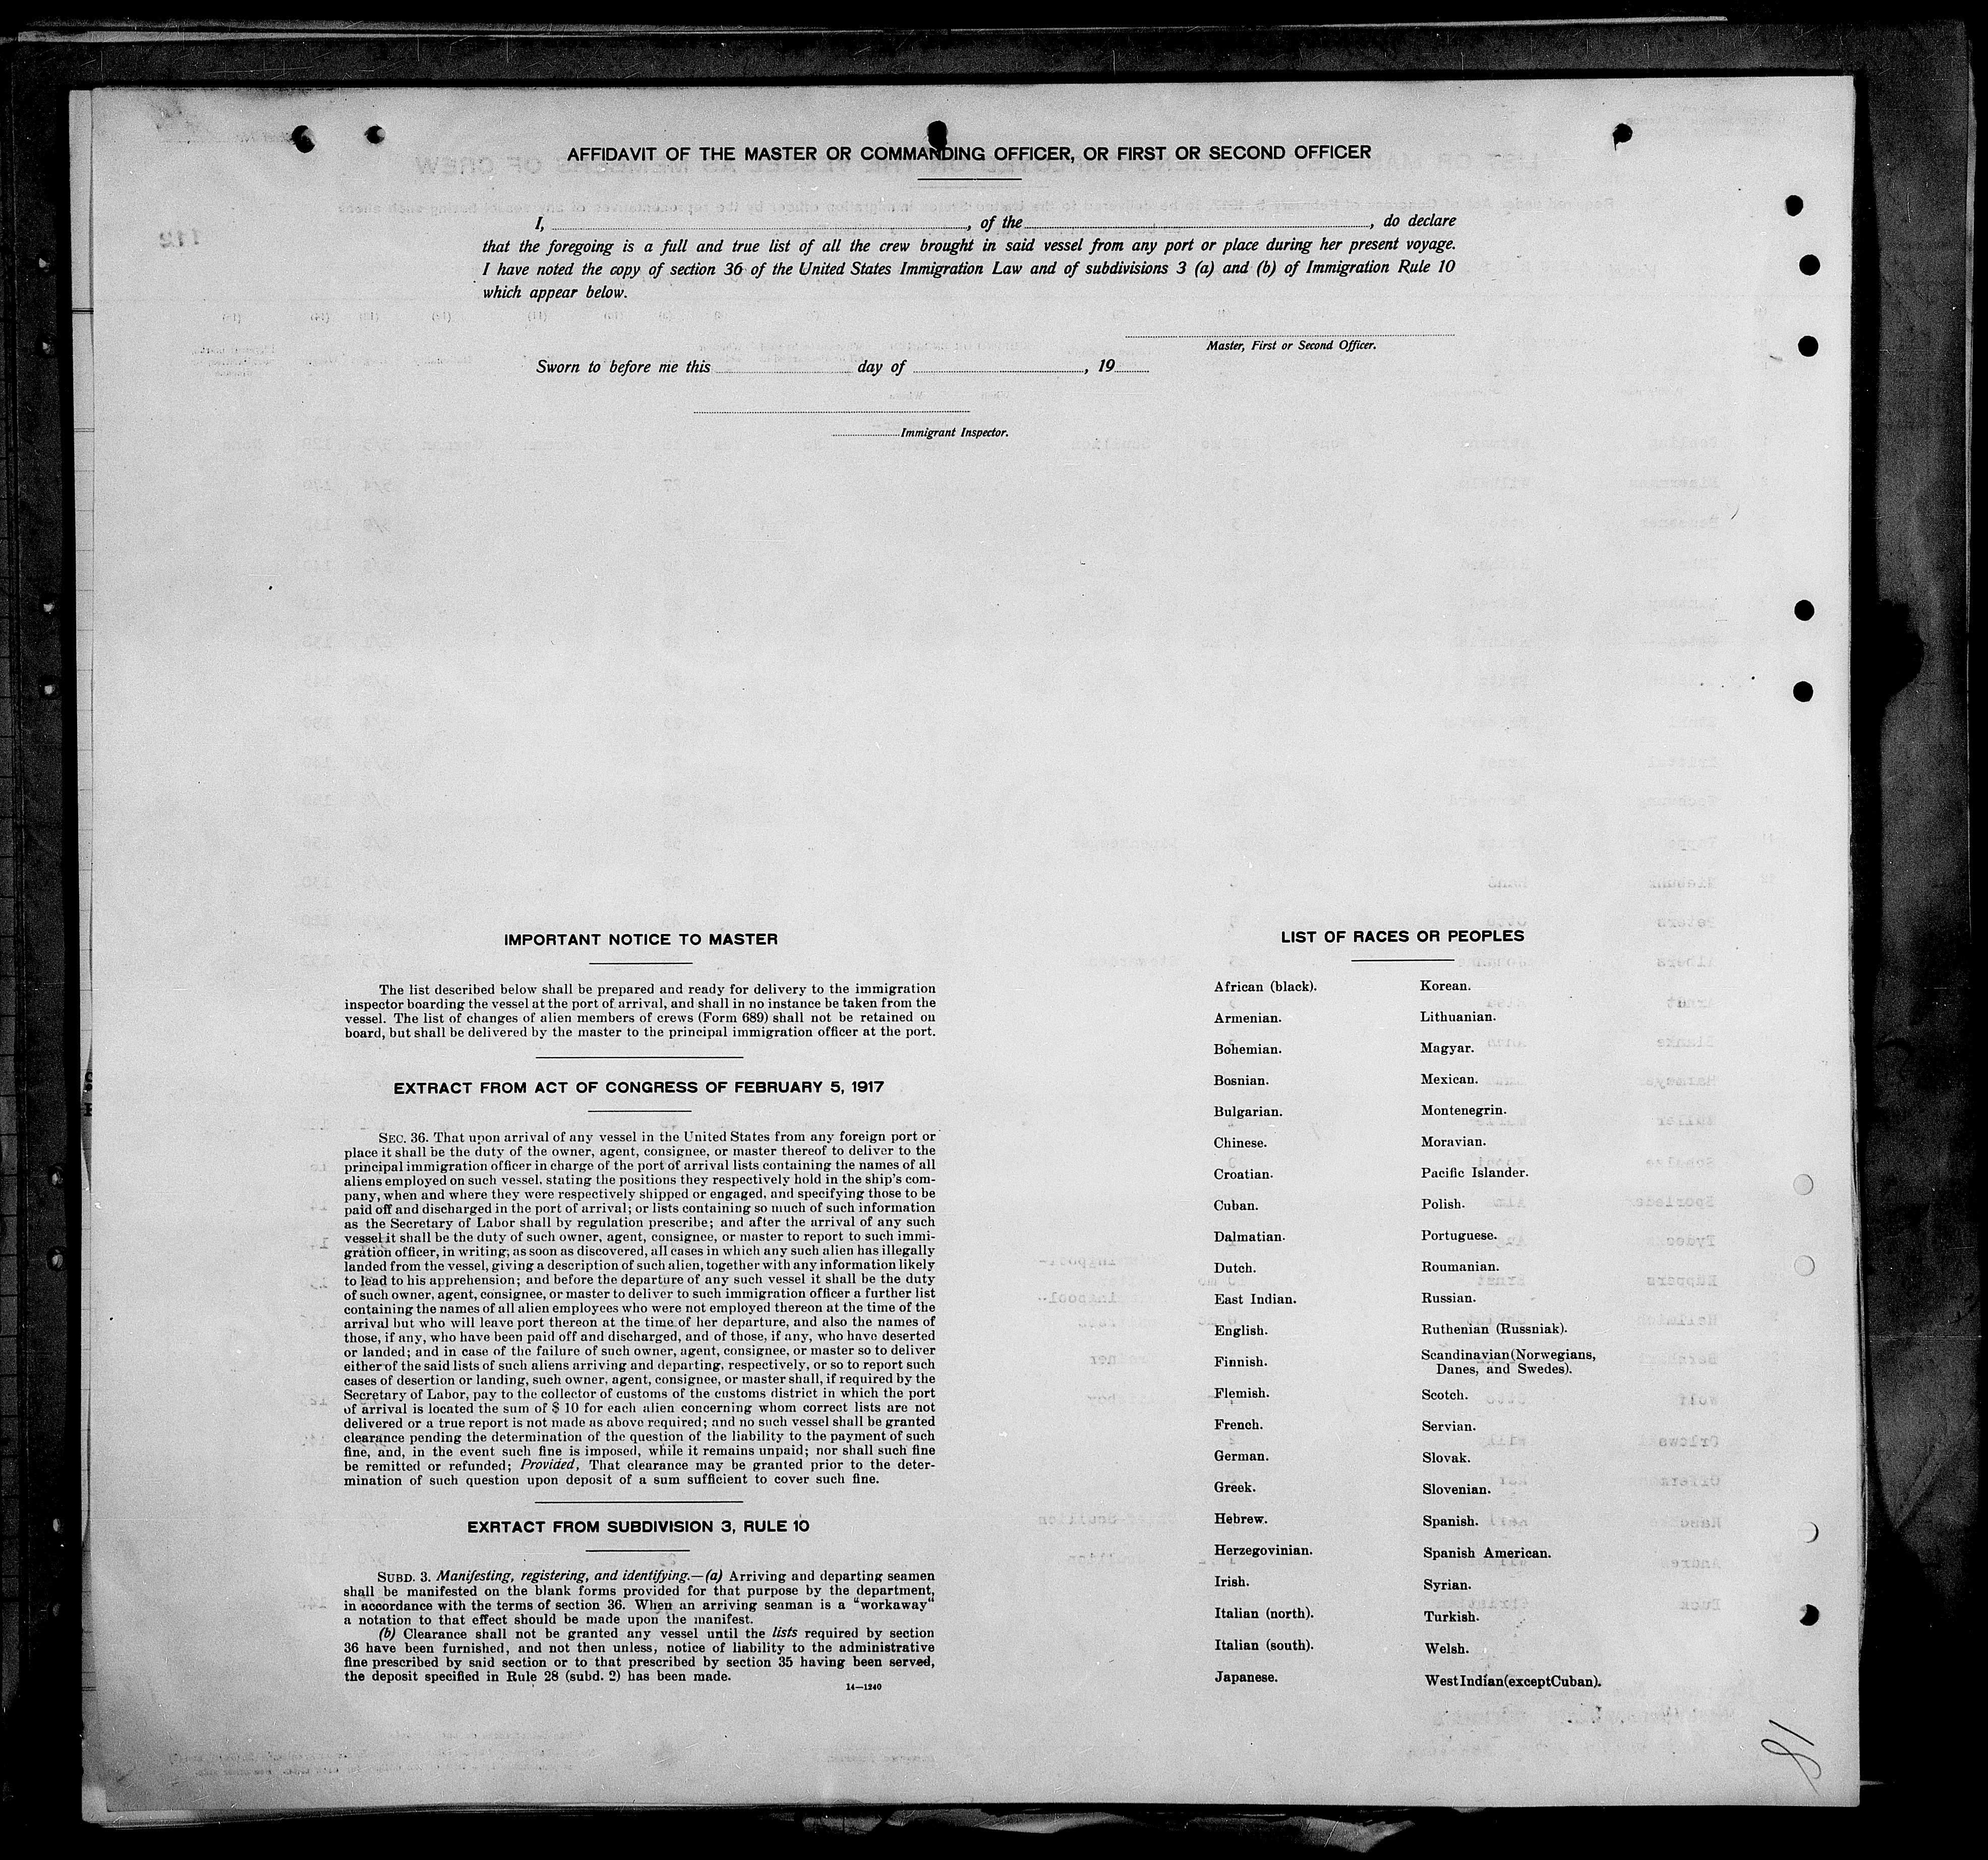 AFFIDAVIT OF THE MASTER OR COMMANDING OFFICER, OR FIRST OR SECOND OFFICER
I, , of the , do declare
that the foregoing is a full and true list of all the crew brought in said vessel from any port or place during her present voyage.
I have noted the copy of section 36 of the United States Immigration Law and of subdivisions 3 (a) and (b) of Immigration Rule 10
which appear below.
Master, First or Second Officer.
Sworn to before me this day of , 19
Immigrant Inspector.
IMPORTANT NOTICE TO MASTER
The list described below shall be prepared and ready for delivery to the immigration
inspector boarding the vessel at the port of arrival, and shall in no instance be taken from the
vessel. The list of changes of alien members of crews (Form 689) shall not be retained on
board, but shall be delivered by the master to the principal immigration officer at the port.
EXTRACT FROM ACT OF CONGRESS OF FEBRUARY 5, 1917
SEC. 36. That upon arrival of any vessel in the United States from any foreign port or
place it shall be the duty of the owner, agent, consignee, or master thereof to deliver to the
principal immigration officer in charge of the port of arrival lists containing the names of all
aliens employed on such vessel, stating the positions they respectively hold in the ship's com-
pany, when and where they were respectively shipped or engaged, and specifying those to be
paid off and discharged in the port of arrival; or lists containing so much of such information
as the Secretary of Labor shall by regulation prescribe; and after the arrival of any such
vessel it shall be the duty of such owner, agent, consignee, or master to report to such immi-
gration officer, in writing, as soon as discovered, all cases in which any such alien has illegally
landed from the vessel, giving a description of such alien, together with any information likely
to lead to his apprehension; and before the departure of any such vessel it shall be the duty
of such owner, agent, consignee, or master to deliver to such immigration officer a further list
containing the names of all alien employees who were not employed thereon at the time of the
arrival but who will leave port thereon at the time of her departure, and also the names of
those, if any, who have been paid off and discharged, and of those, if any, who have deserted
or landed; and in case of the failure of such owner, agent, consignee, or master so to deliver
either of the said lists of such aliens arriving and departing, respectively, or so to report such
cases of desertion or landing, such owner, agent, consignee, or master shall, if required by the
Secretary of Labor, pay to the collector of customs of the customs district in which the port
of arrival is located the sum of $ 10 for each alien concerning whom correct lists are not
delivered or a true report is not made as above required; and no such vessel shall be granted
clearance pending the determination of the question of the liability to the payment of such
fine, and, in the event such fine is imposed, while it remains unpaid; nor shall such fine
be remitted or refunded; Provided, That clearance may be granted prior to the deter-
mination of such question upon deposit of a sum sufficient to cover such fine.
EXRTACT FROM SUBDIVISION 3, RULE 10
SUBD. 3. Manifesting, registering, and identifying.—(a) Arriving and departing seamen
shall be manifested on the blank forms provided for that purpose by the department,
in accordance with the terms of section 36. When an arriving seaman is a "workaway"
a notation to that effect should be made upon the manifest.
(b) Clearance shall not be granted any vessel until the lists required by section
36 have been furnished, and not then unless, notice of liability to the administrative
fine prescribed by said section or to that prescribed by section 35 having been served,
the deposit specified in Rule 28 (subd. 2) has been made.
14—1240
LIST OF RACES OR PEOPLES
African (black).
Armenian.
Bohemian.
Bosnian.
Bulgarian.
Chinese.
Croatian.
Cuban.
Dalmatian.
Dutch.
East Indian.
English.
Finnish.
Flemish.
French.
German.
Greek.
Hebrew.
Herzegovinian.
Irish.
Italian (north).
Italian (south).
Japanese.
Korean.
Lithuanian.
Magyar.
Mexican.
Montenegrin.
Moravian.
Pacific Islander.
Polish.
Portuguese.
Roumanian.
Russian.
Ruthenian (Russniak).
Scandinavian (Norwegians,
Danes, and Swedes).
Scotch.
Servian.
Slovak.
Slovenian.
Spanish.
Spanish American.
Syrian.
Turkish.
Welsh.
West Indian (except Cuban).